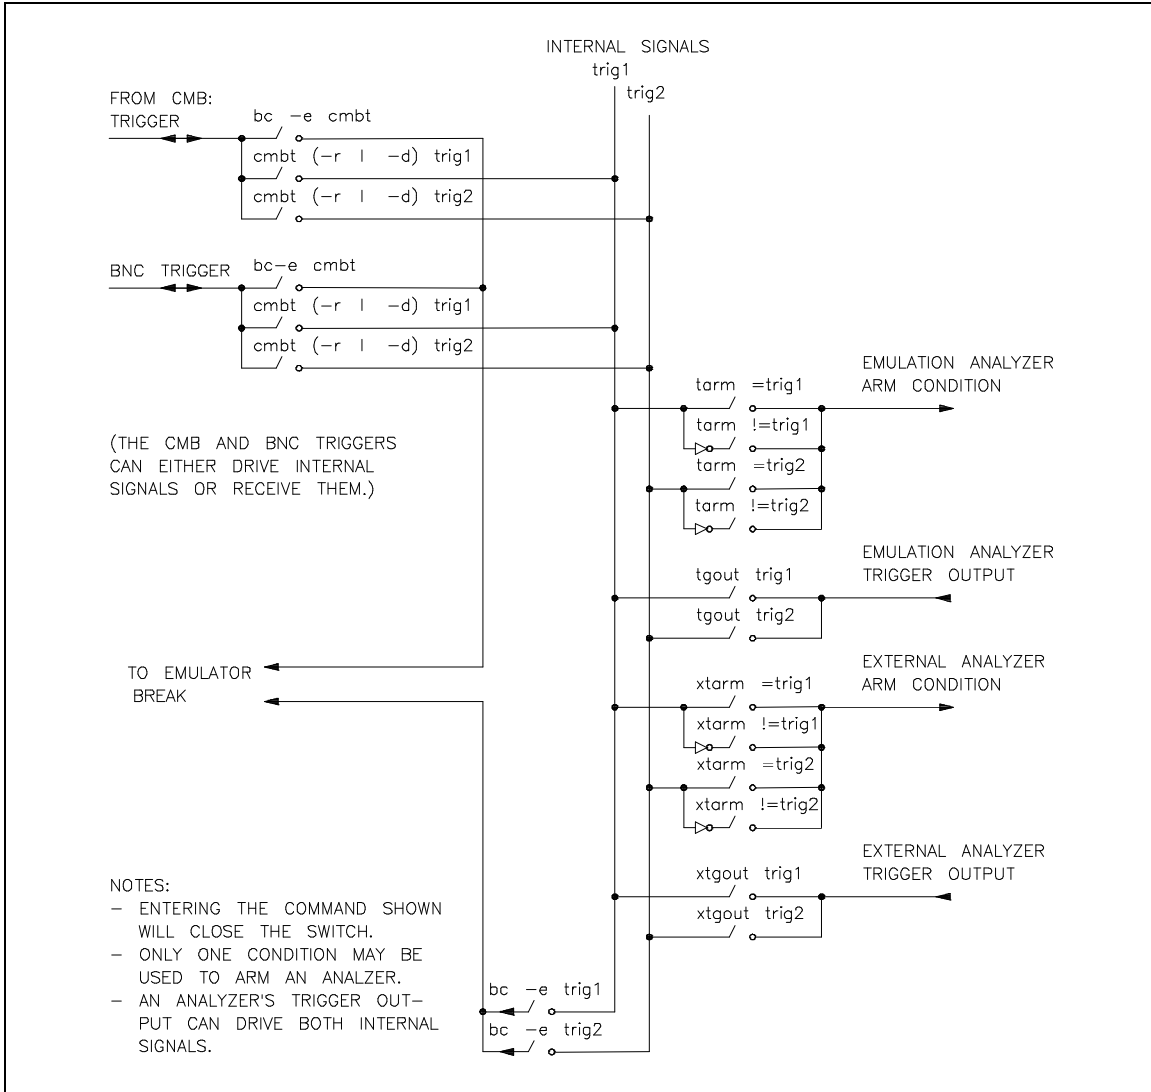 INTERNAL SIGNALS
trig1
trig2
FROM CMB:
TRIGGER
bc -e cmbt
cmbt (-r | -d) trig1
cmbt (-r | -d) trig2
BNC TRIGGER
bc-e cmbt
cmbt (-r | -d) trig1
cmbt (-r | -d) trig2
(THE CMB AND BNC TRIGGERS
CAN EITHER DRIVE INTERNAL
SIGNALS OR RECEIVE THEM.)
tarm =trig1
tarm !=trig1
tarm =trig2
tarm !=trig2
EMULATION ANALYZER
ARM CONDITION
tgout trig1
tgout trig2
EMULATION ANALYZER
TRIGGER OUTPUT
TO EMULATOR
BREAK
xtarm =trig1
xtarm !=trig1
xtarm =trig2
xtarm !=trig2
EXTERNAL ANALYZER
ARM CONDITION
xtgout trig1
xtgout trig2
EXTERNAL ANALYZER
TRIGGER OUTPUT
NOTES:
- ENTERING THE COMMAND SHOWN
WILL CLOSE THE SWITCH.
- ONLY ONE CONDITION MAY BE
USED TO ARM AN ANALZER.
- AN ANALYZER'S TRIGGER OUT-
PUT CAN DRIVE BOTH INTERNAL
SIGNALS.
bc -e trig1
bc -e trig2